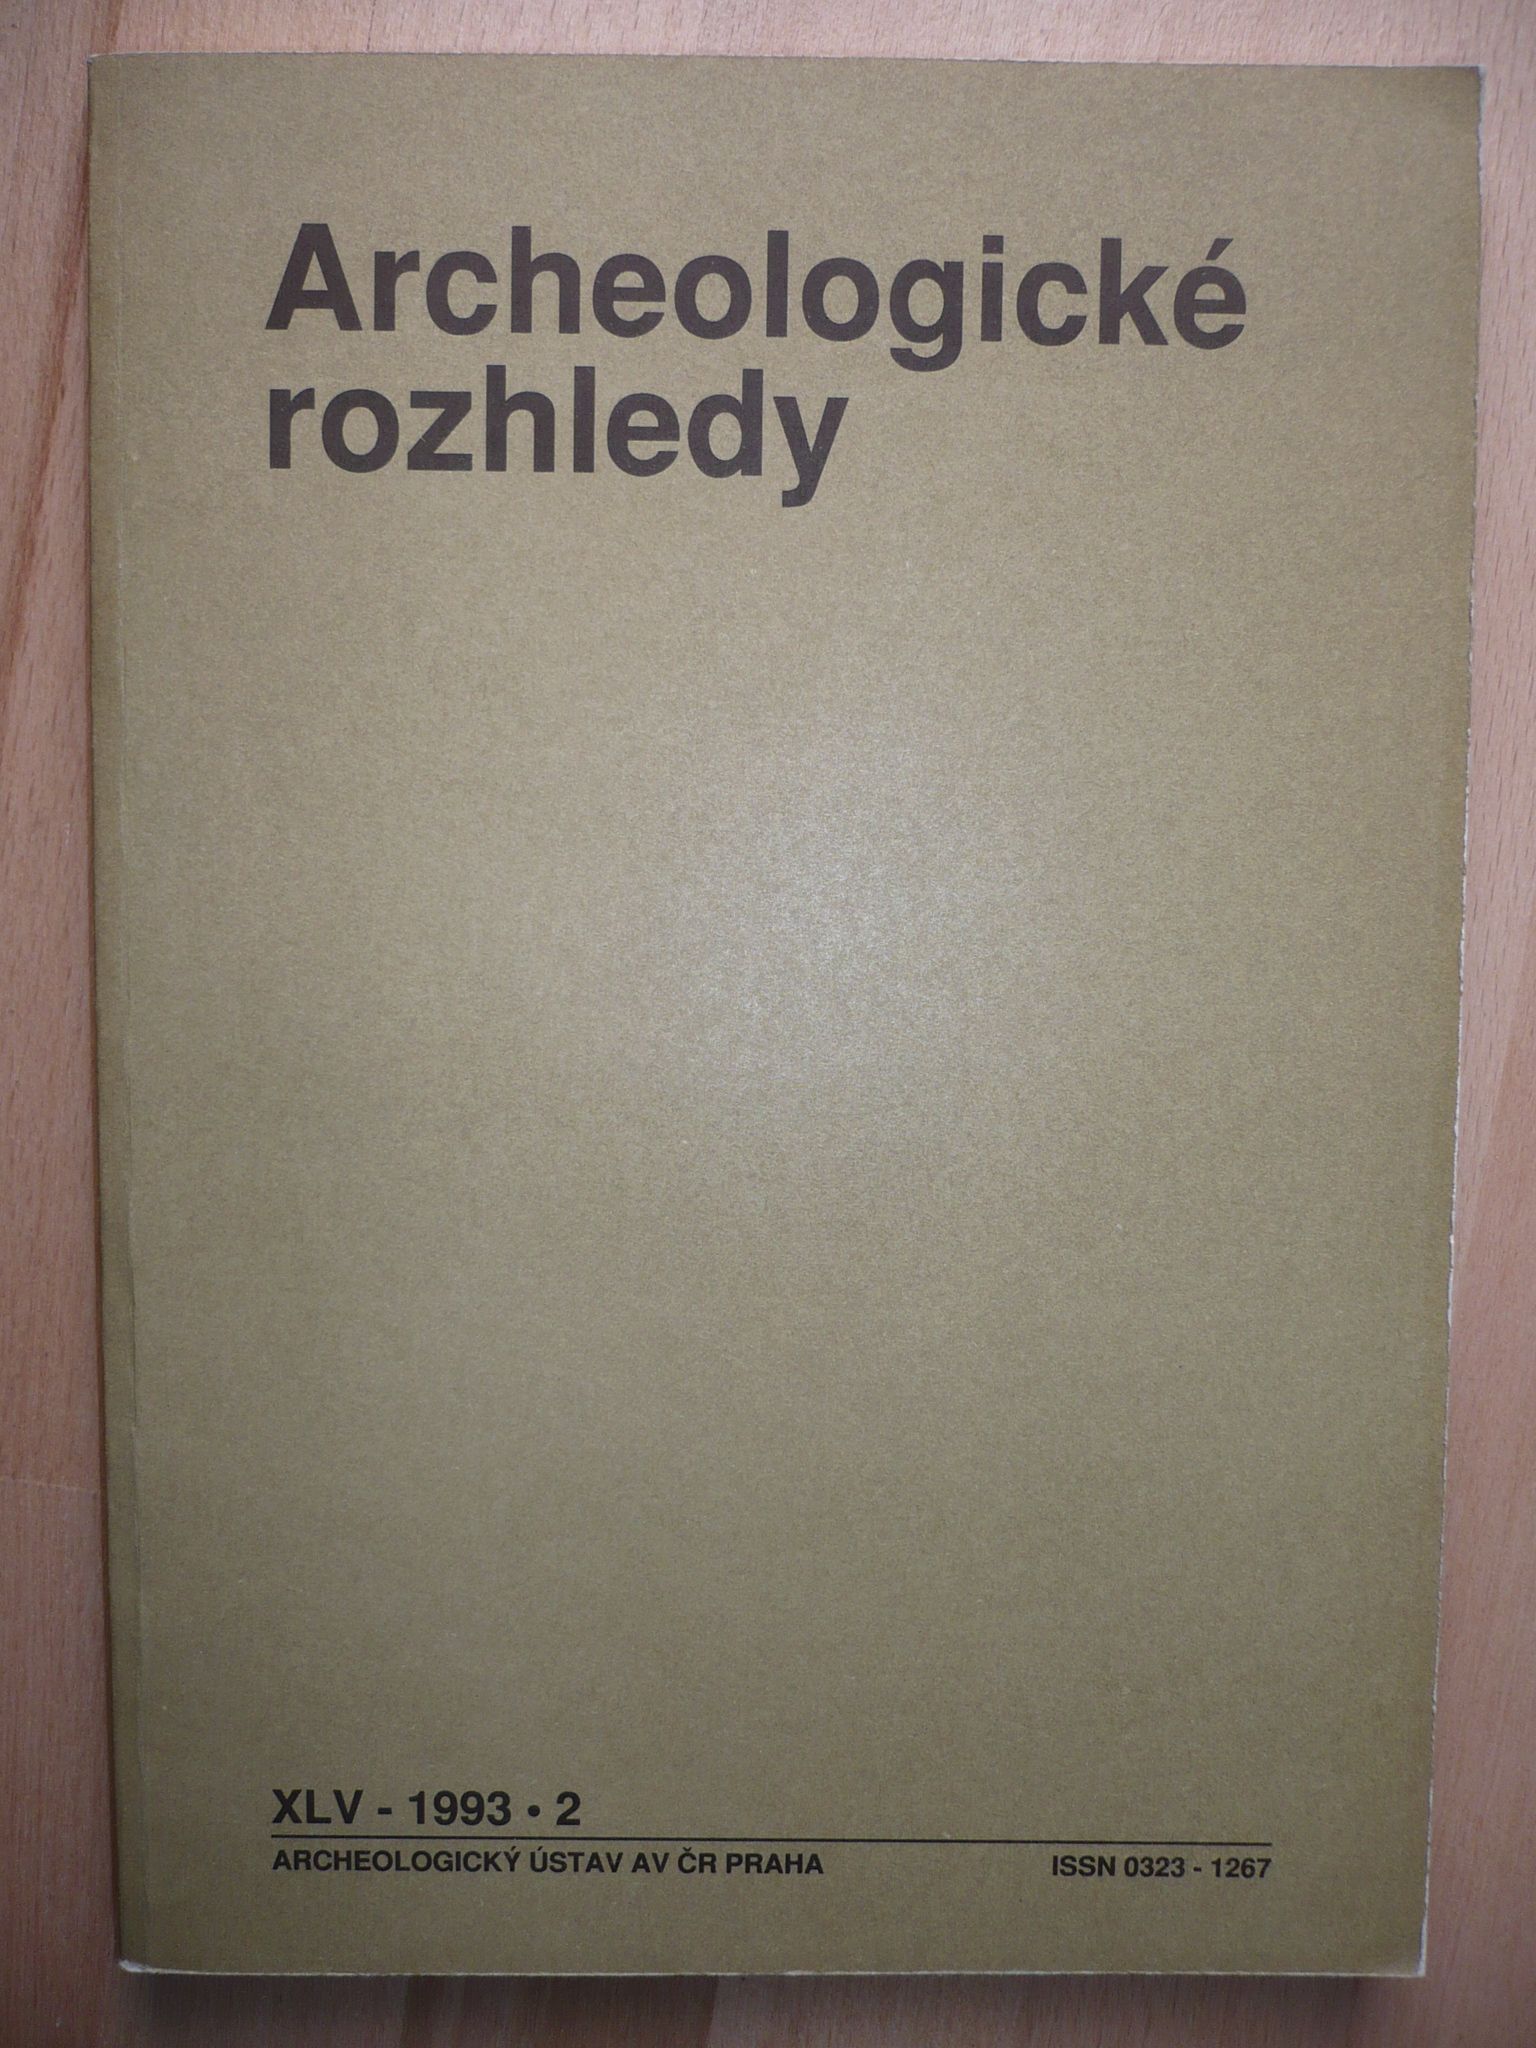 Archeologické
rozhledy
XLV - 1993 • 2
ARCHEOLOGICKÝ ÚSTAV AV ČR PRAHA
ISSN 0323 - 1267